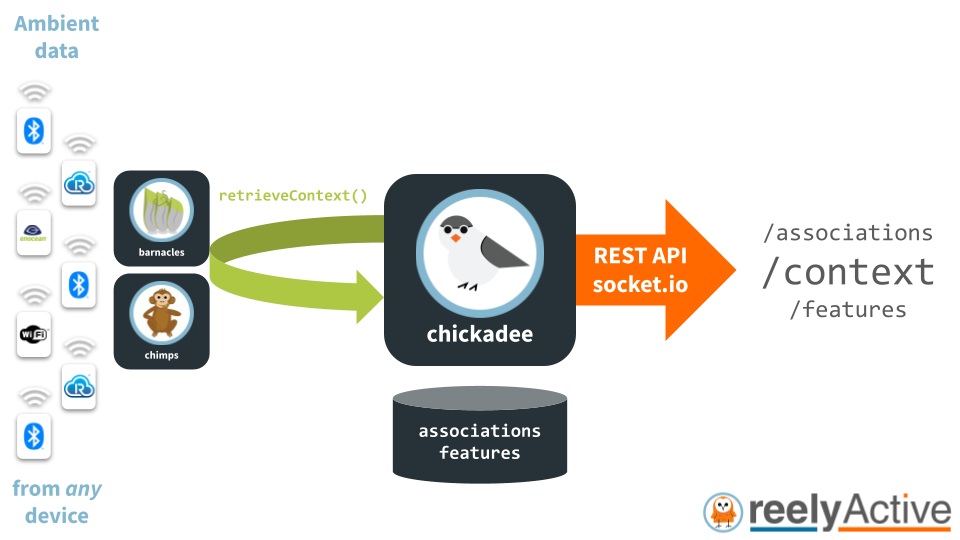 Ambient
data
enocean
WiFi
R
R
from any
device
barnacles
chimps
retrieveContext()
chickadee
associations
features
REST API
socket.io
/associations
/context
/features
reelyActive